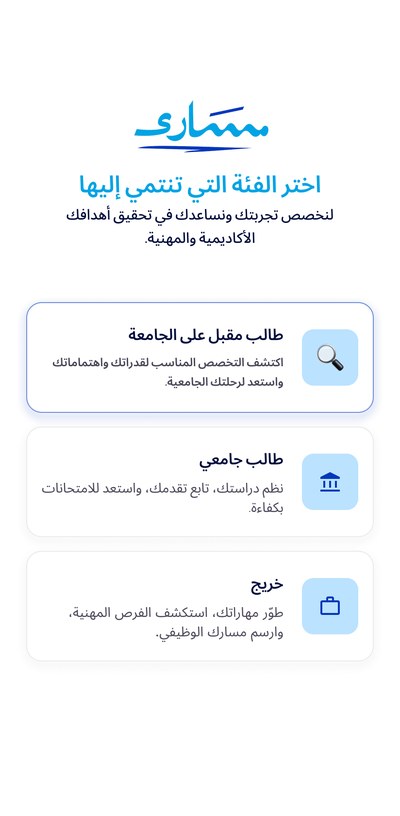 مساري
اختر الفئة التي تنتمي إليها
لنخصص تجربتك ونساعدك في تحقيق أهدافك
الأكاديمية والمهنية.
طالب مقبل على الجامعة
اكتشف التخصص المناسب لقدراتك واهتماماتك
واستعد لرحلتك الجامعية.
طالب جامعي
نظم دراستك، تابع تقدمك، واستعد للامتحانات
بكفاءة.
خريج
طوّر مهاراتك، استكشف الفرص المهنية،
وارسم مسارك الوظيفي.